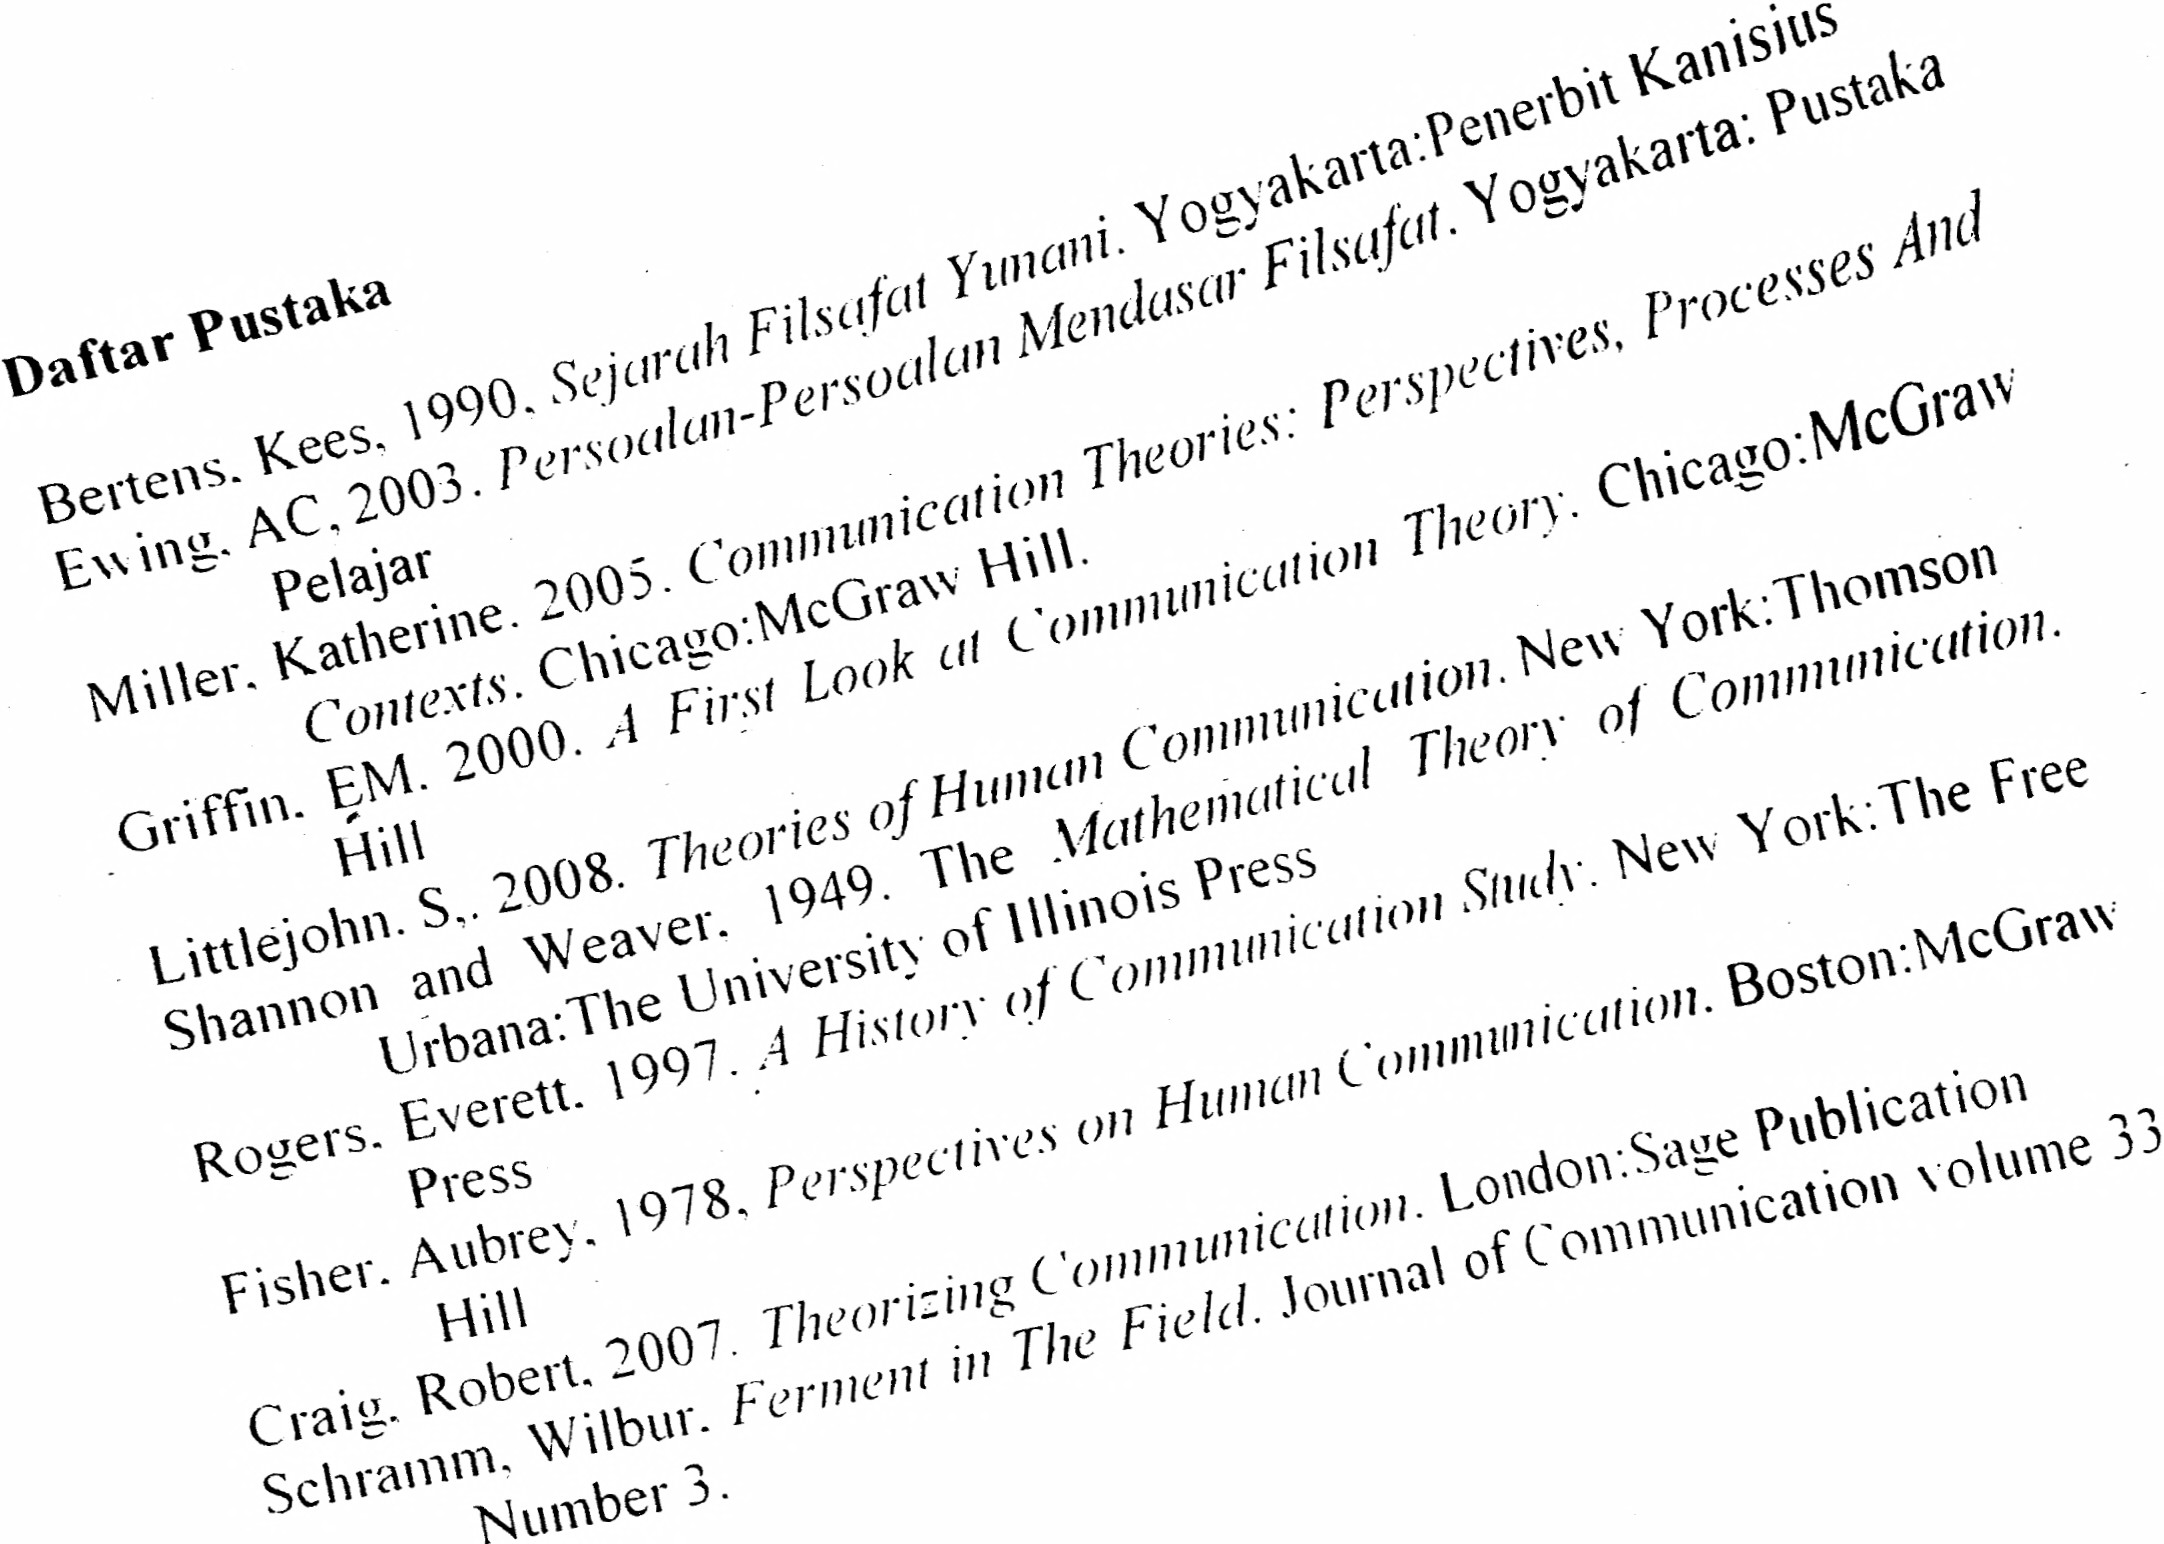 Daftar Pustaka
Bertens. Kees, 1990. Sejarah Filsafat Yunani. Yogyakarta:Penerbit Kanisius
Ewing. AC, 2003. Persoalan-Persoalan Mendasar Filsafat. Yogyakarta: Pustaka
Pelajar
Miller, Katherine. 2005. Communication Theories: Perspectives, Processes And
Contexts. Chicago:McGraw Hill.
Griffin. EM. 2000. A First Look at Communication Theory. Chicago:McGraw
Hill
Littlejohn. S,. 2008. Theories of Human Communication. New York:Thomson
Shannon and Weaver. 1949. The Mathematical Theory of Communication.
Urbana:The University of Illinois Press
Rogers. Everett. 1997. A History of Communication Study. New York:The Free
Press
Fisher. Aubrey, 1978, Perspectives on Human Communication. Boston:McGraw
Hill
Craig. Robert, 2007. Theorizing Communication. London:Sage Publication
Schramm, Wilbur. Ferment in The Field. Journal of Communication volume 33
Number 3.